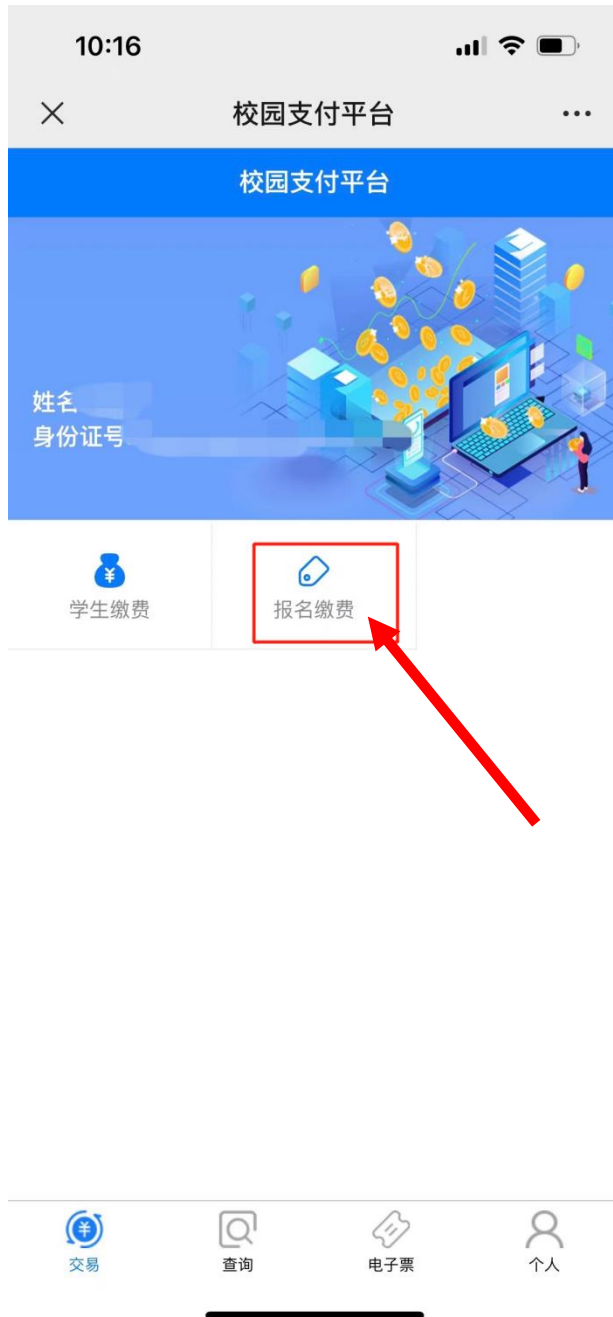 10:16
校园支付平台
校园支付平台
姓名
身份证号
学生缴费
报名缴费
交易
查询
电子票
个人